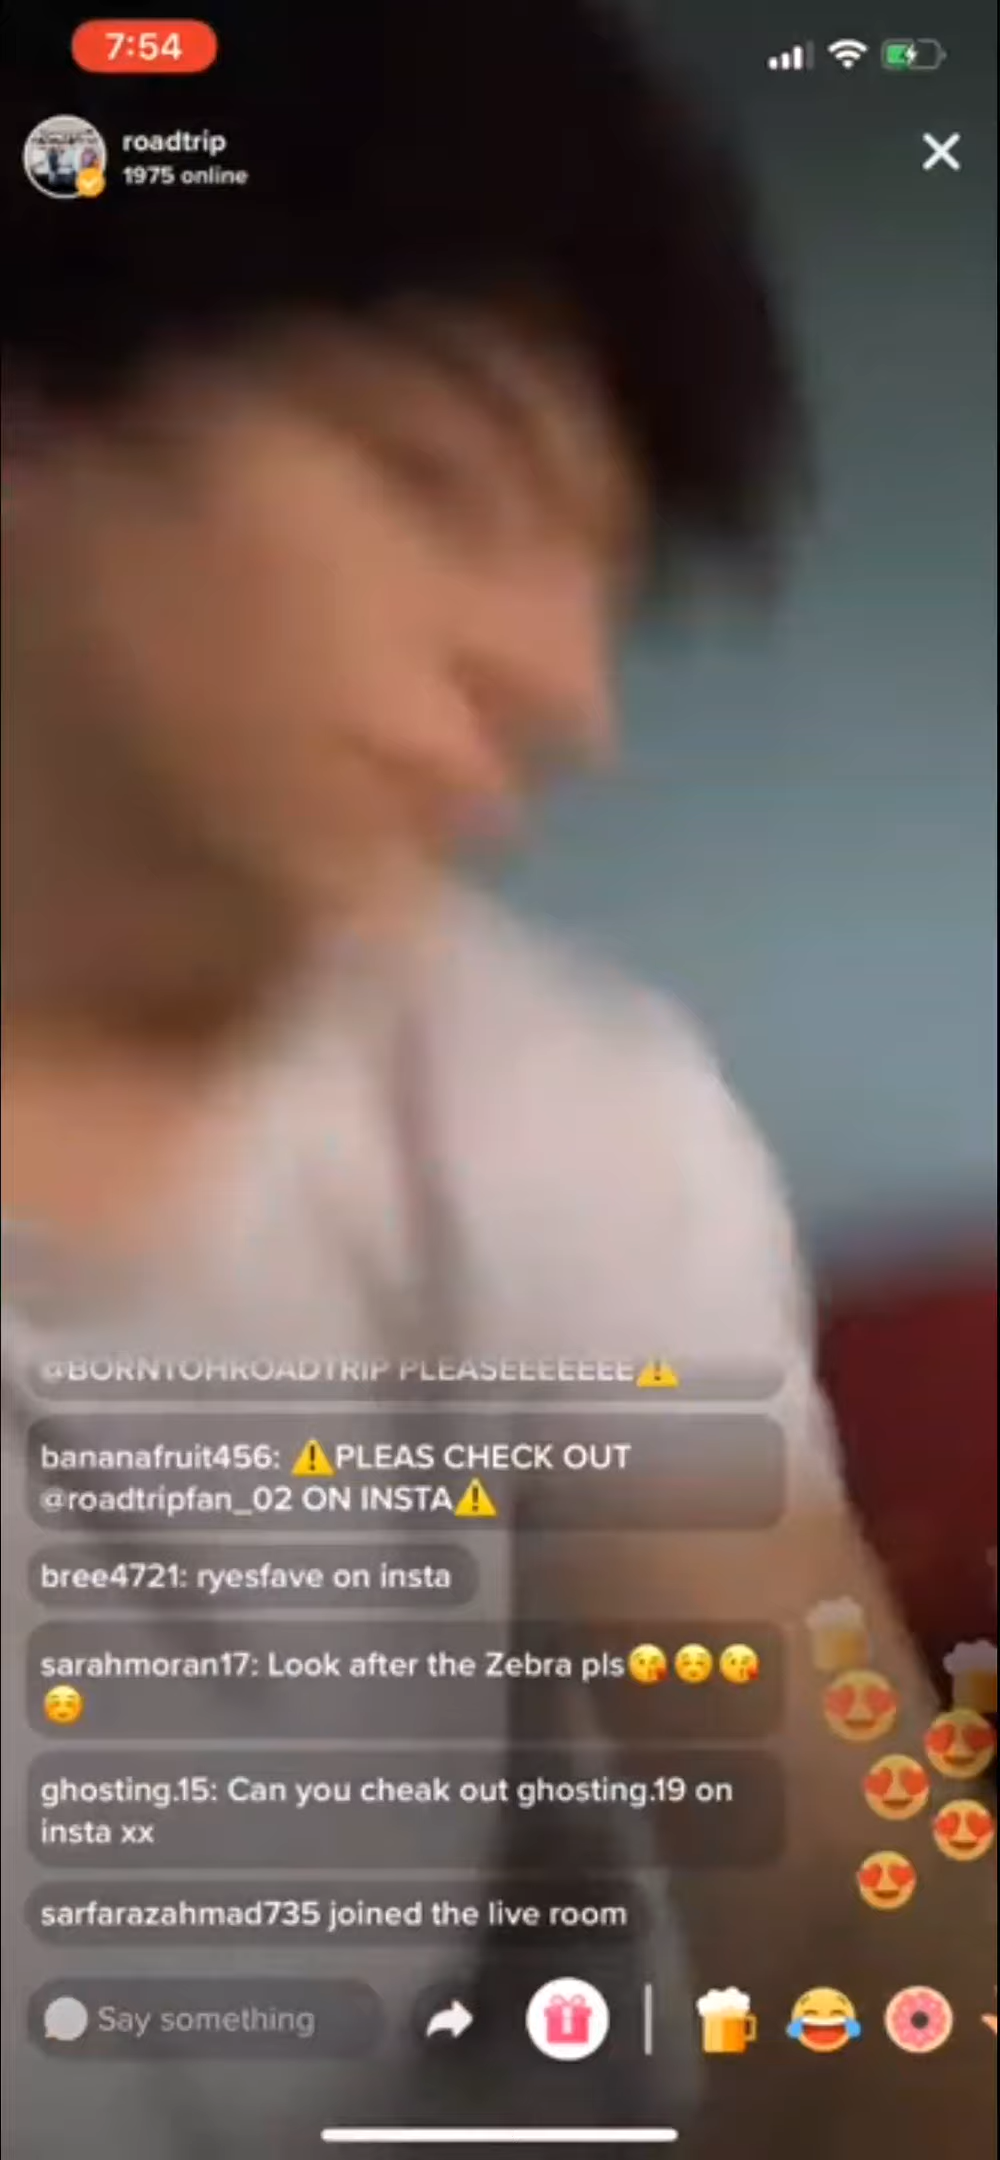 7:54
roadtrip
1975 online
@BORNTOHROADTRIP PLEASEEEEEEE⚠️
bananafruit456: ⚠️PLEAS CHECK OUT
@roadtripfan_02 ON INSTA⚠️
bree4721: ryesfave on insta
sarahmoran17: Look after the Zebra pls😘☺️😘
☺️
ghosting.15: Can you cheak out ghosting.19 on
insta xx
sarfarazahmad735 joined the live room
Say something